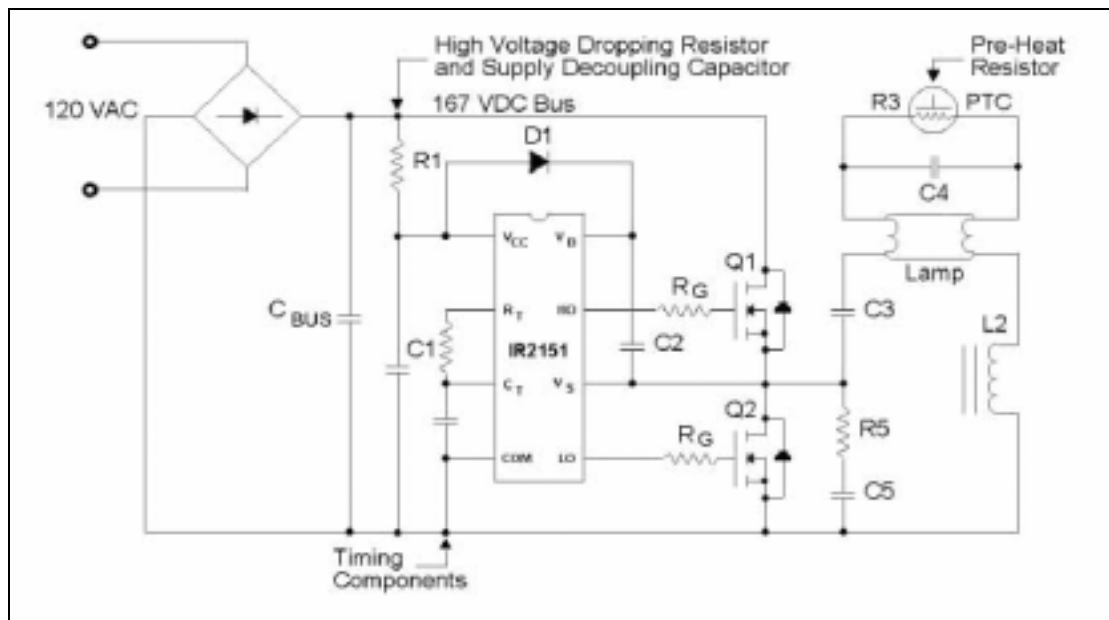 High Voltage Dropping Resistor
and Supply Decoupling Capacitor
Pre-Heat
Resistor
120 VAC
167 VDC Bus
R3
PTC
D1
R1
C4
VCC
VB
Lamp
Q1
RG
RT
HO
C3
L2
C BUS
C1
IR2151
C2
CT
VS
Q2
RG
R5
COM
LO
C5
Timing
Components